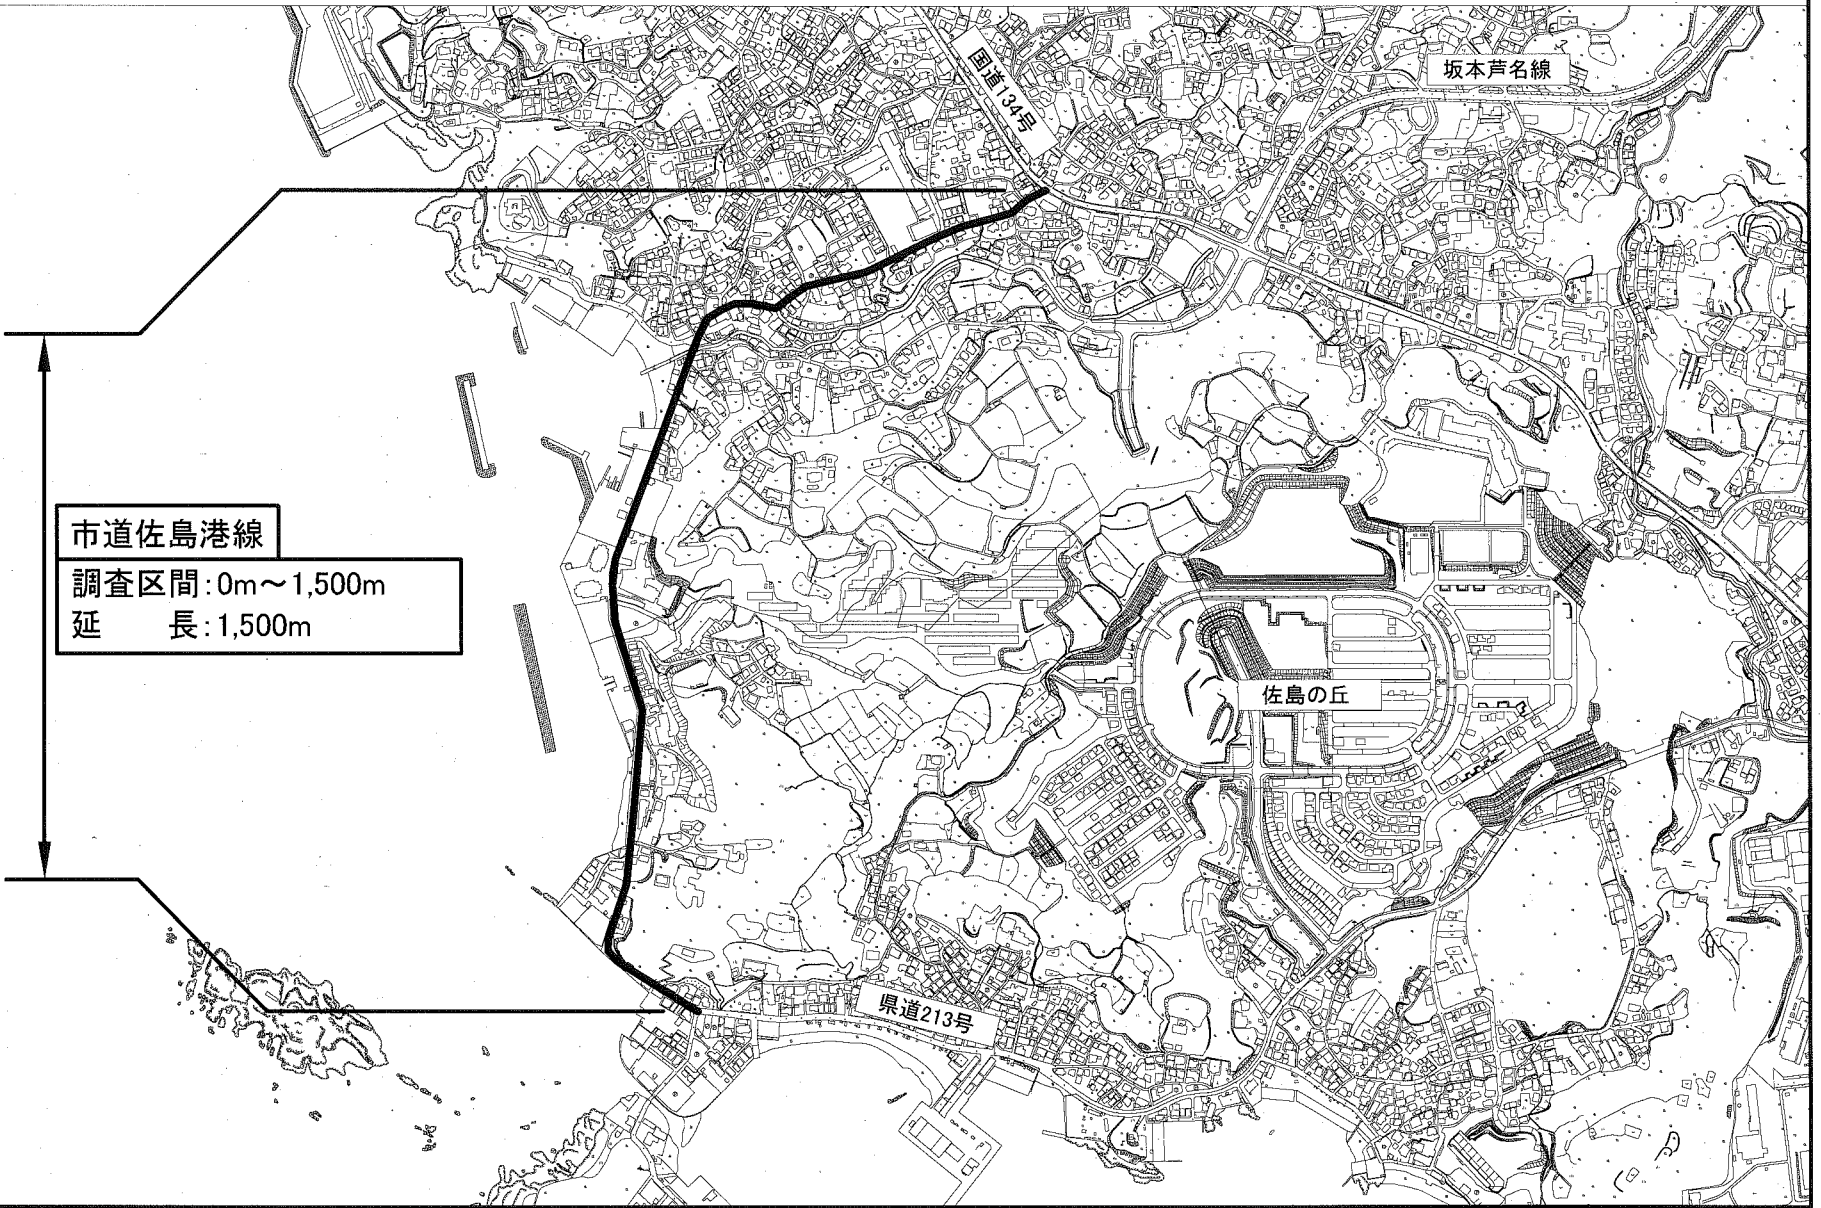 国道134号
坂本芦名線
市道佐島港線
調査区間:0m～1,500m
延　　長:1,500m
佐島の丘
県道213号